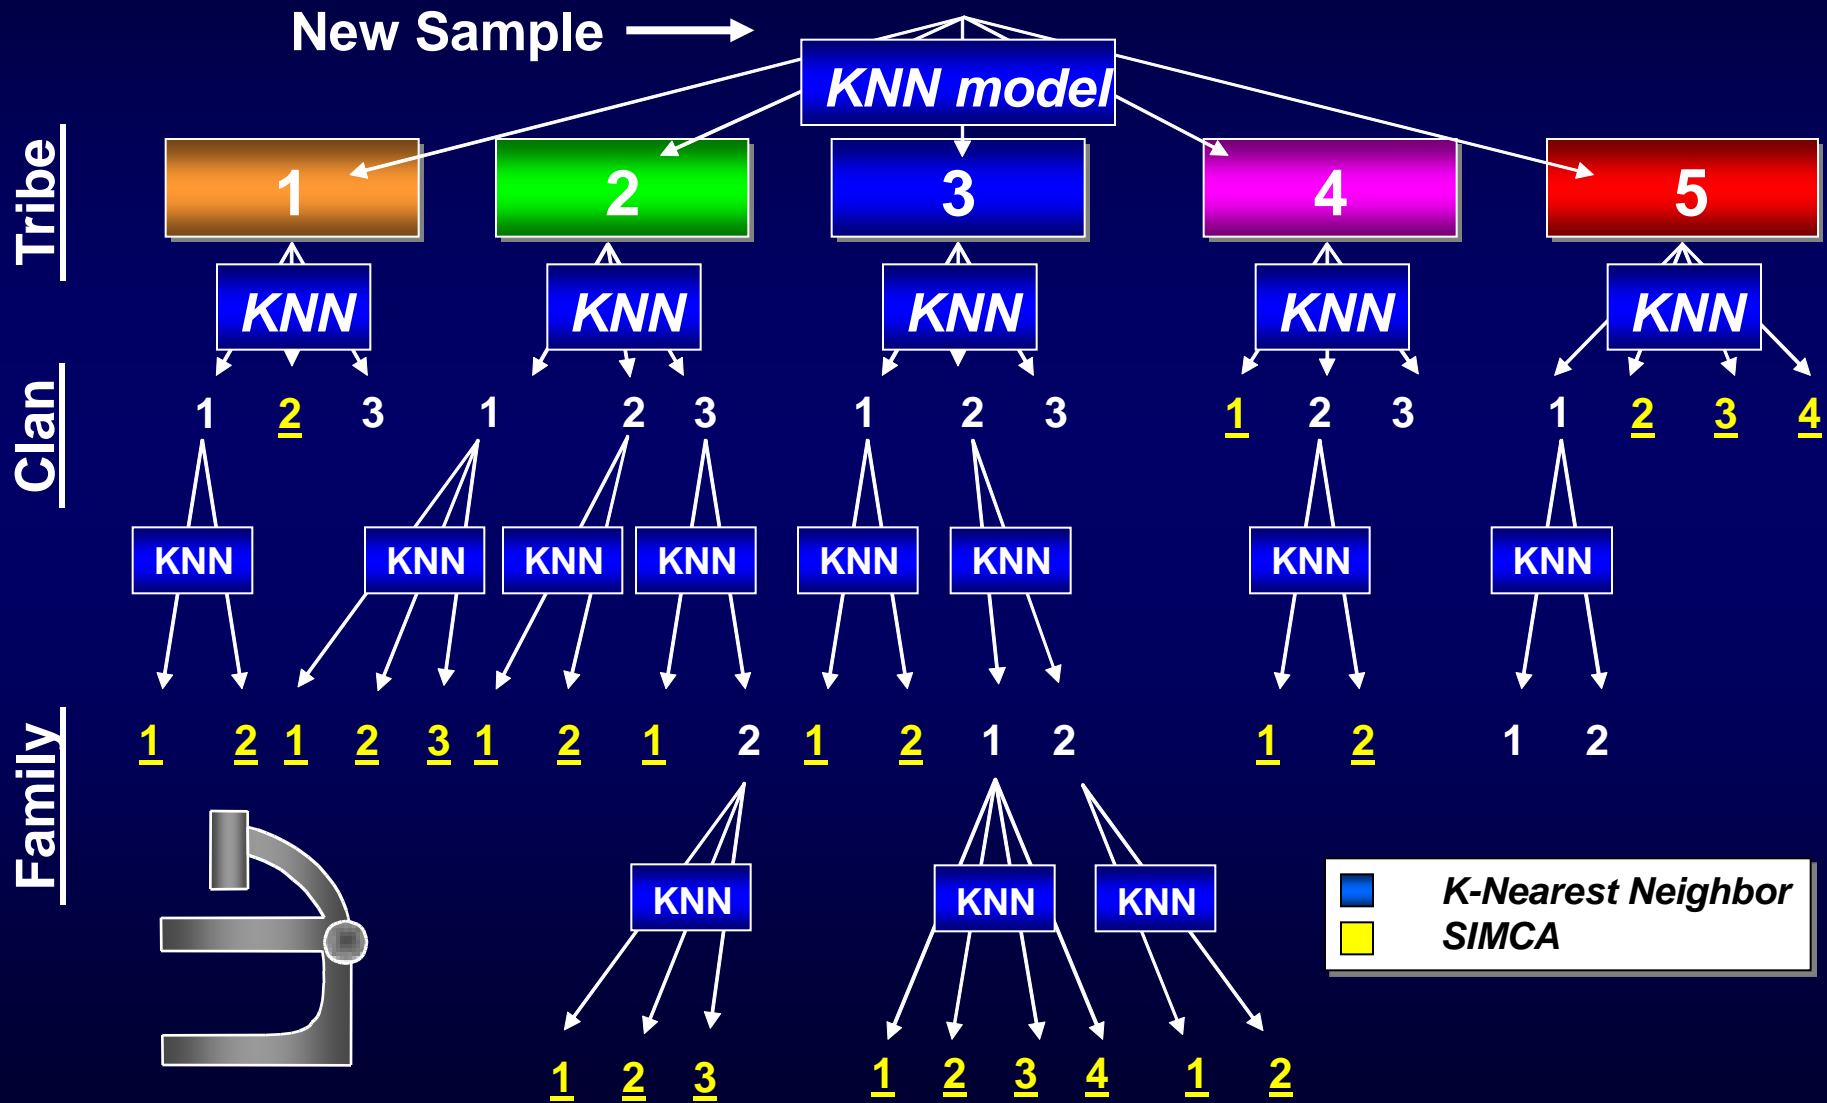 New Sample
KNN model
Tribe
1 2 3 4 5
KNN KNN KNN KNN KNN
Clan
1 2 3 1 2 3 1 2 3 1 2 3 1 2 3 4
KNN KNN KNN KNN KNN KNN KNN KNN
Family
1 2 1 2 3 1 2 1 2 1 2 1 2 1 2 1 2
KNN KNN KNN
K-Nearest Neighbor
SIMCA
1 2 3 1 2 3 4 1 2